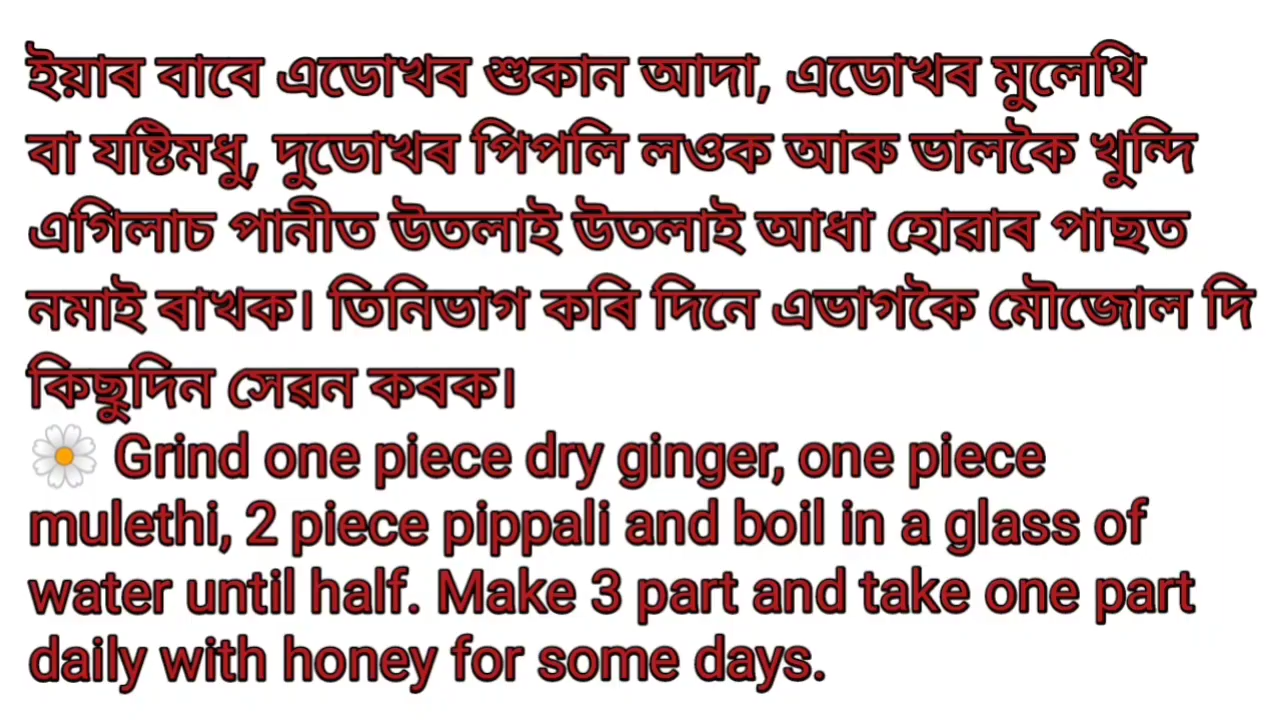 ইয়াৰ বাবে এডোখৰ শুকান আদা, এডোখৰ মুলেথি
বা যষ্টিমধু, দুডোখৰ পিপলি লওক আৰু ভালকৈ খুন্দি
এগিলাচ পানীত উতলাই উতলাই আধা হোৱাৰ পাছত
নমাই ৰাখক। তিনিভাগ কৰি দিনে এভাগকৈ মৌজোল দি
কিছুদিন সেৱন কৰক।
🌼 Grind one piece dry ginger, one piece
mulethi, 2 piece pippali and boil in a glass of
water until half. Make 3 part and take one part
daily with honey for some days.